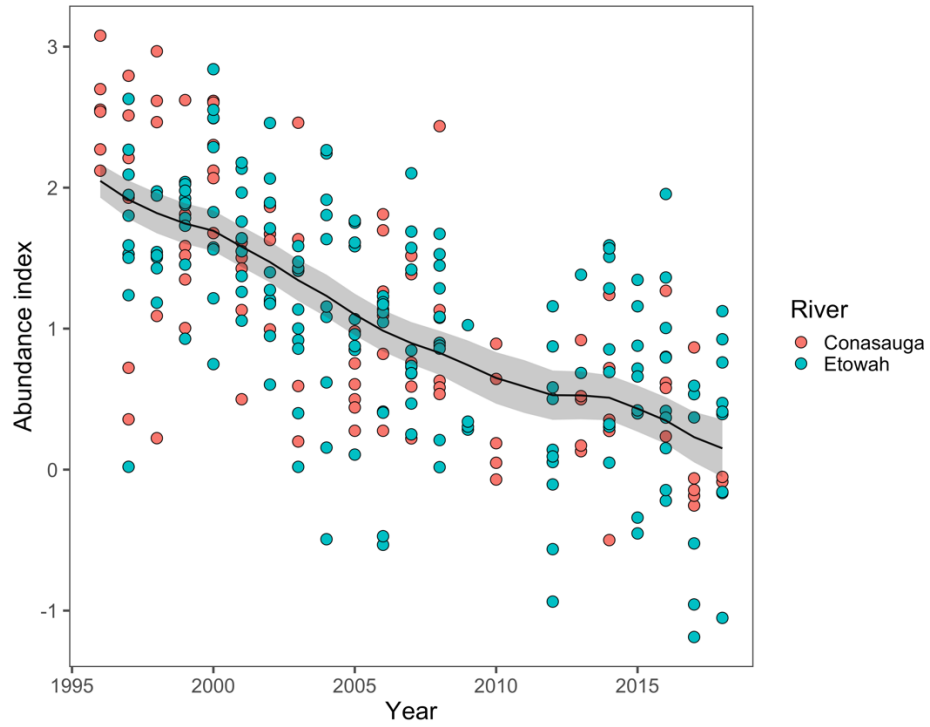 3
2
1
0
-1
Abundance index
1995 2000 2005 2010 2015
Year
River
Conasauga
Etowah